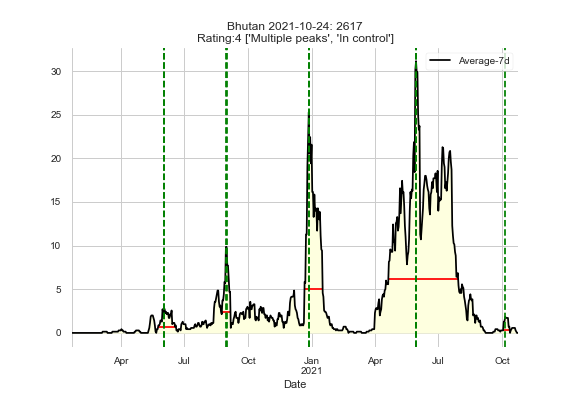 Bhutan 2021-10-24: 2617
Rating:4 ['Multiple peaks', 'In control']
Average-7d
30
25
20
15
10
5
0
Apr Jul Oct Jan Apr Jul Oct
2021
Date